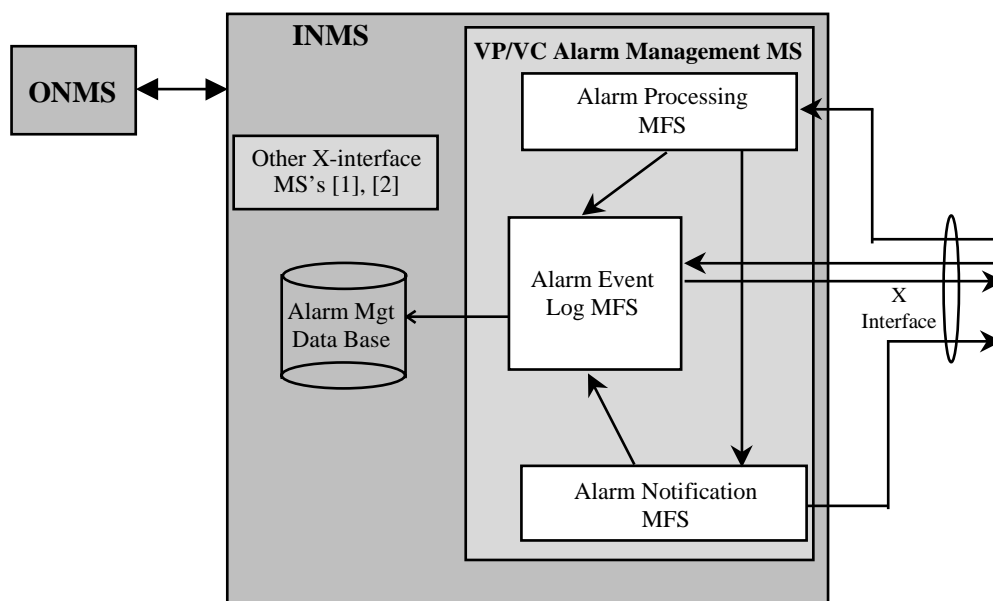 INMS
VP/VC Alarm Management MS
ONMS
Alarm Processing
MFS
Other X-interface
MS’s [1], [2]
Alarm Event
Log MFS
Alarm Mgt
Data Base
X
Interface
Alarm Notification
MFS